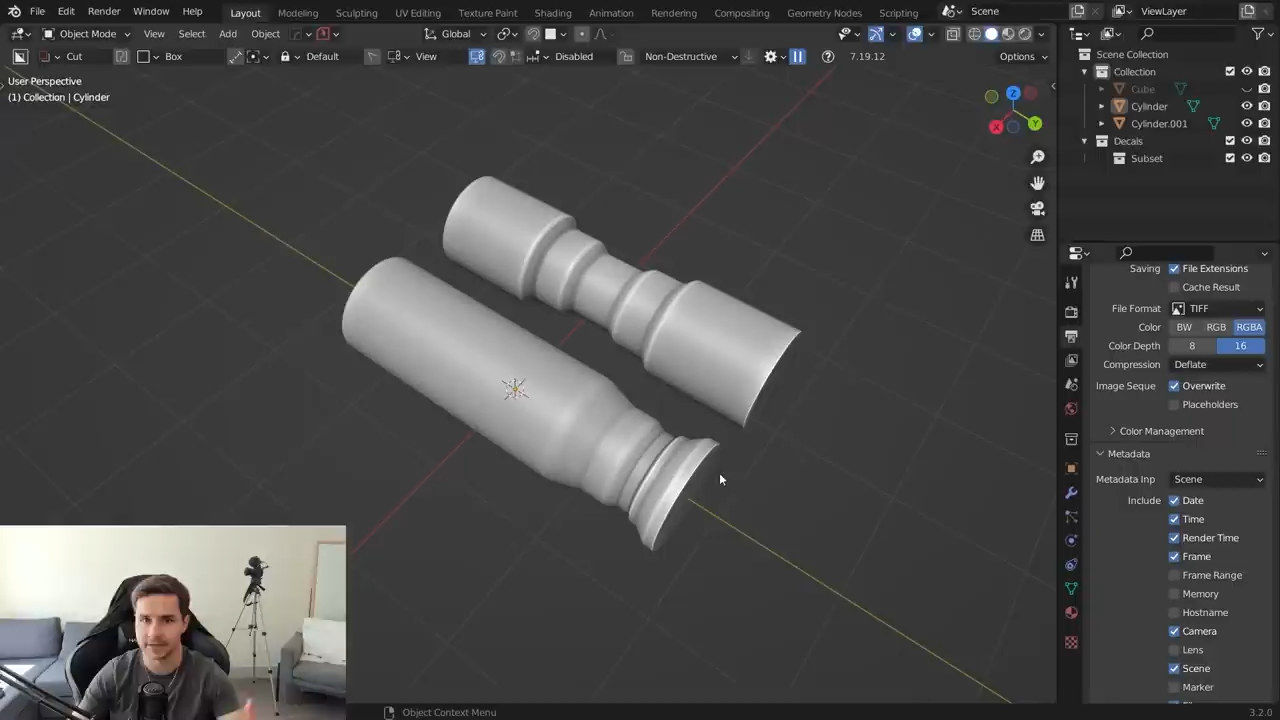 File Edit Render Window Help Layout Modeling Sculpting UV Editing Texture Paint Shading Animation Rendering Compositing Geometry Nodes Scripting Scene ViewLayer
Object Mode View Select Add Object Global
Cut Box Default View Disabled Non-Destructive 7.19.12 Options
User Perspective
(1) Collection | Cylinder
Z
X
Y
Scene Collection
Collection
Cube
Cylinder
Cylinder.001
Decals
Subset
Saving File Extensions
Cache Result
File Format TIFF
Color BW RGB RGBA
Color Depth 8 16
Compression Deflate
Image Seque Overwrite
Placeholders
Color Management
Metadata
Metadata Inp Scene
Include Date
Time
Render Time
Frame
Frame Range
Memory
Hostname
Camera
Lens
Scene
Marker
Object Context Menu
3.2.0